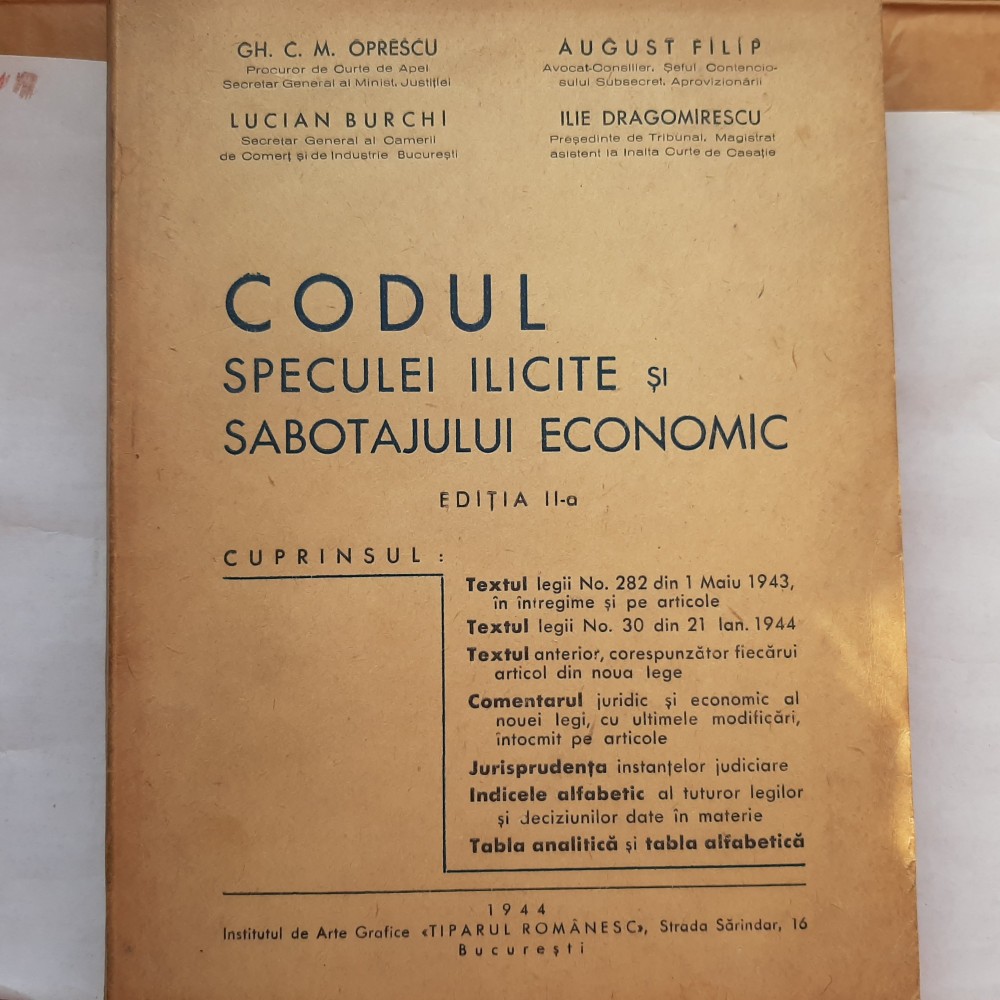 GH. C. M. OPRESCU
Procuror de Curte de Apel
Secretar General al Minist. Justiției
LUCIAN BURCHI
Secretar General al Camerii
de Comerț și de Industrie București
AUGUST FILIP
Avocat-Consilier, Șeful Contencio-
sului Subsecret. Aprovizionării
ILIE DRAGOMIRESCU
Președinte de Tribunal, Magistrat
asistent la Inalta Curte de Casație
CODUL
SPECULEI ILICITE ȘI
SABOTAJULUI ECONOMIC
EDIȚIA II-a
CUPRINSUL :
Textul legii No. 282 din 1 Maiu 1943,
în întregime și pe articole
Textul legii No. 30 din 21 Ian. 1944
Textul anterior, corespunzător fiecărui
articol din noua lege
Comentarul juridic și economic al
nouei legi, cu ultimele modificări,
întocmit pe articole
Jurisprudența instanțelor judiciare
Indicele alfabetic al tuturor legilor
și deciziunilor date în materie
Tabla analitică și tabla alfabetică
1944
Institutul de Arte Grafice «TIPARUL ROMÂNESC», Strada Sărindar, 16
București